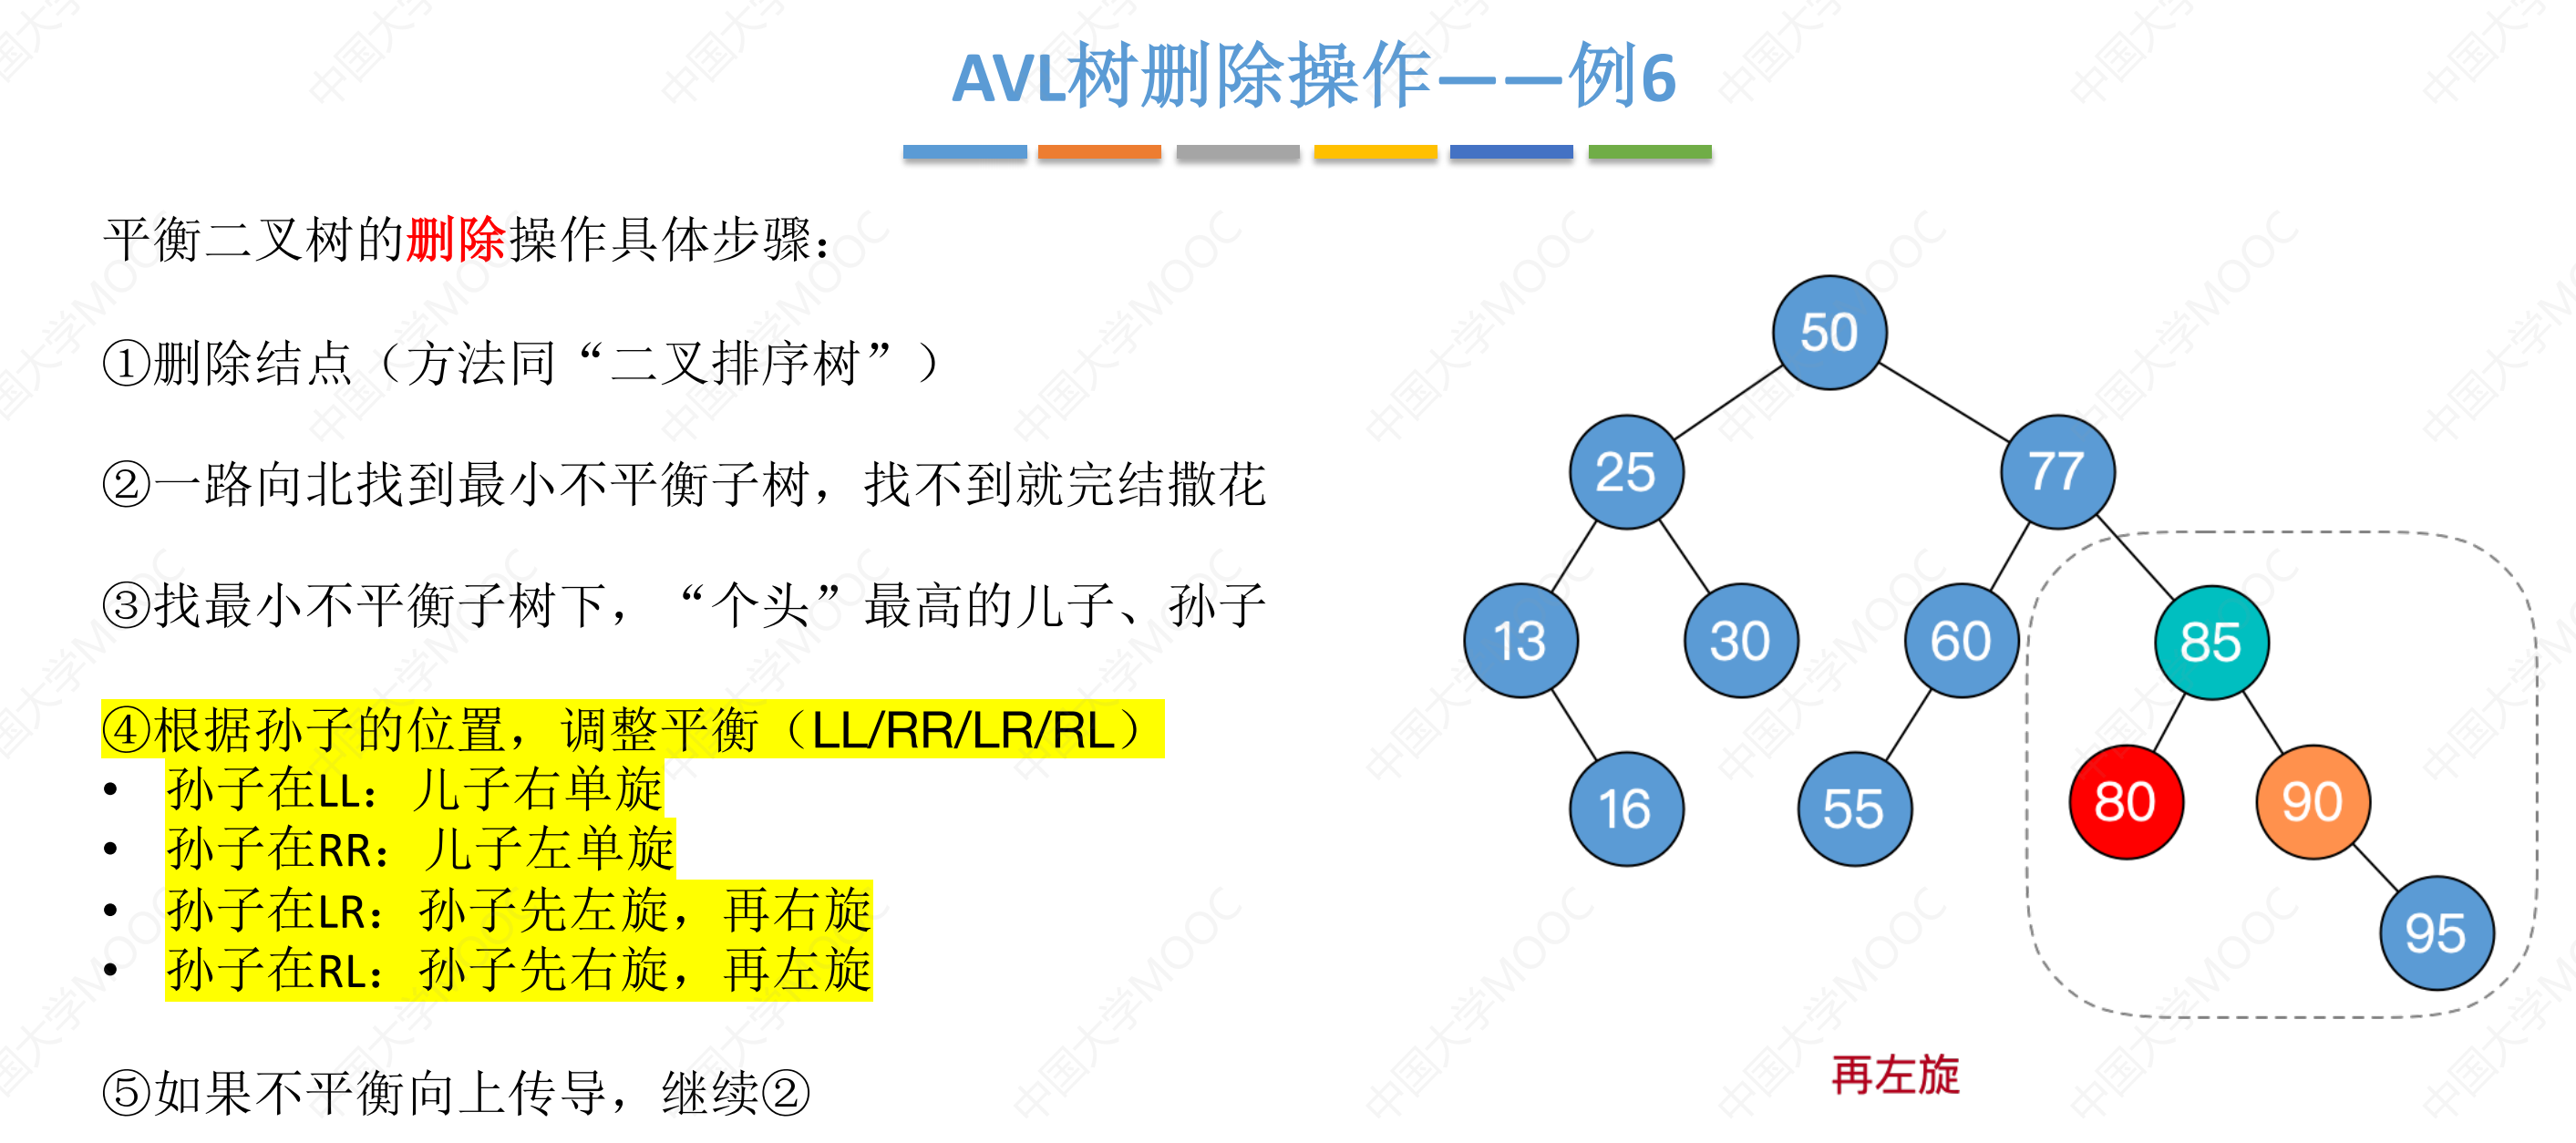 AVL树删除操作——例6
平衡二叉树的删除操作具体步骤：
①删除结点（方法同“二叉排序树”）
②一路向北找到最小不平衡子树，找不到就完结撒花
③找最小不平衡子树下，“个头”最高的儿子、孙子
④根据孙子的位置，调整平衡（LL/RR/LR/RL）
• 孙子在LL：儿子右单旋
• 孙子在RR：儿子左单旋
• 孙子在LR：孙子先左旋，再右旋
• 孙子在RL：孙子先右旋，再左旋
⑤如果不平衡向上传导，继续②
50
25
77
13
30
60
85
16
55
80
90
95
再左旋
中国大学MOOC